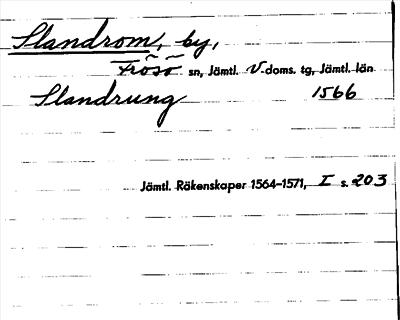 Slandrom, by,
Frösö sn, Jämtl. V-doms. tg, Jämtl. län
Slandrung 1566
Jämtl. Räkenskaper 1564-1571, I s. 203